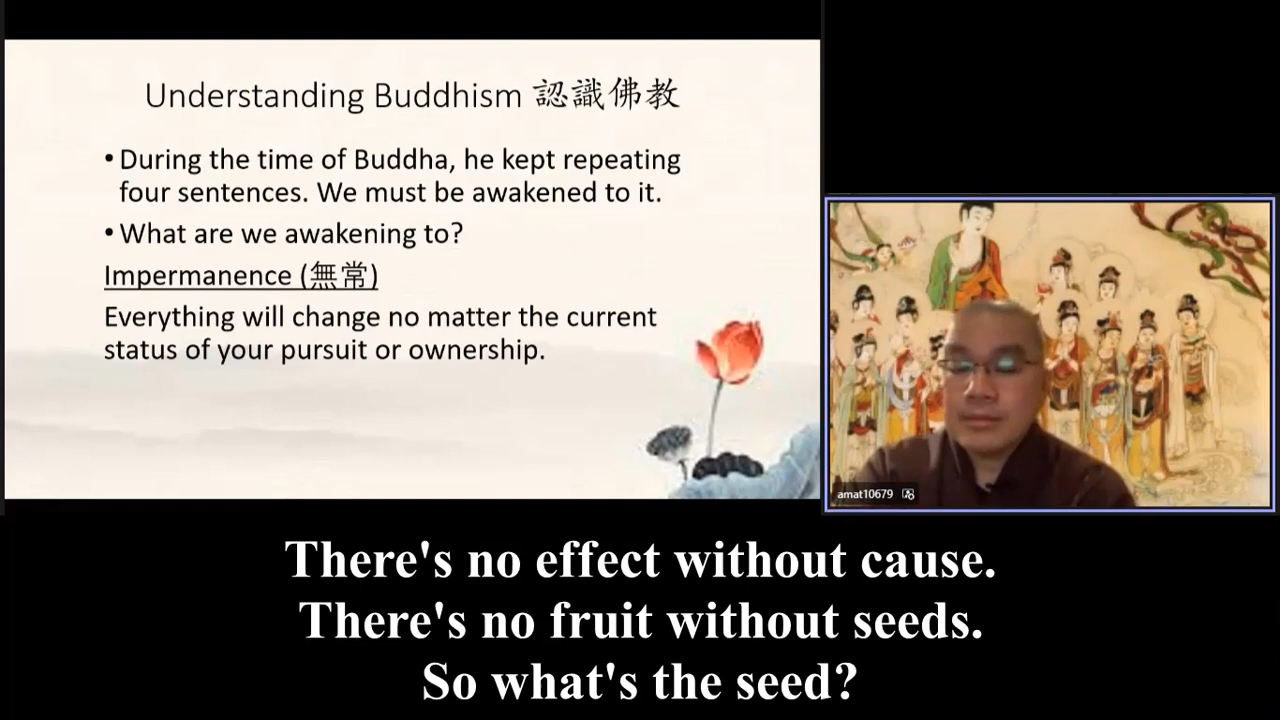 Understanding Buddhism 認識佛教
• During the time of Buddha, he kept repeating
four sentences. We must be awakened to it.
• What are we awakening to?
Impermanence (無常)
Everything will change no matter the current
status of your pursuit or ownership.
amat10679
There's no effect without cause.
There's no fruit without seeds.
So what's the seed?